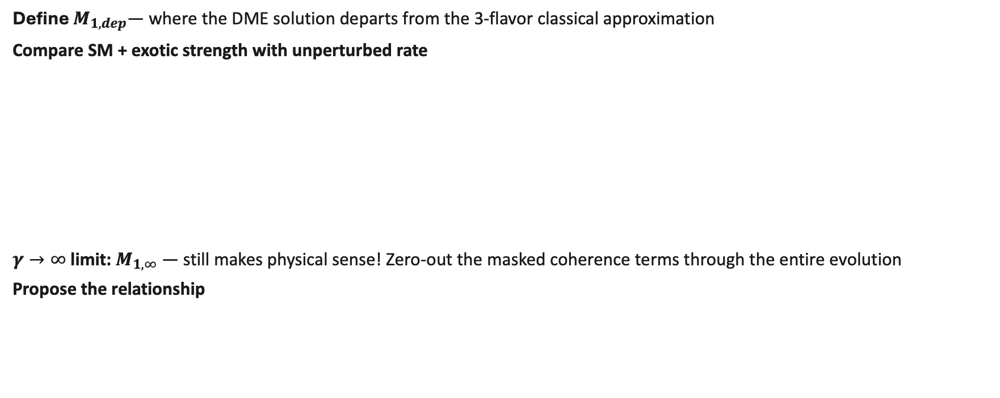 Define M₁,dep— where the DME solution departs from the 3-flavor classical approximation
Compare SM + exotic strength with unperturbed rate
γ → ∞ limit: M₁,∞ — still makes physical sense! Zero-out the masked coherence terms through the entire evolution
Propose the relationship